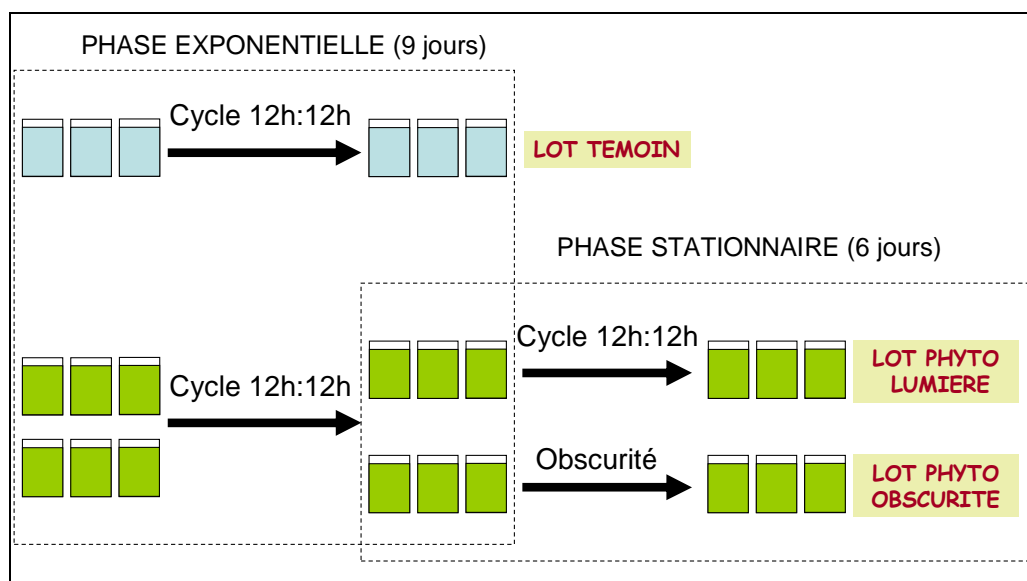 PHASE EXPONENTIELLE (9 jours)
Cycle 12h:12h
LOT TEMOIN
PHASE STATIONNAIRE (6 jours)
Cycle 12h:12h
Cycle 12h:12h
LOT PHYTO
LUMIERE
Obscurité
LOT PHYTO
OBSCURITE